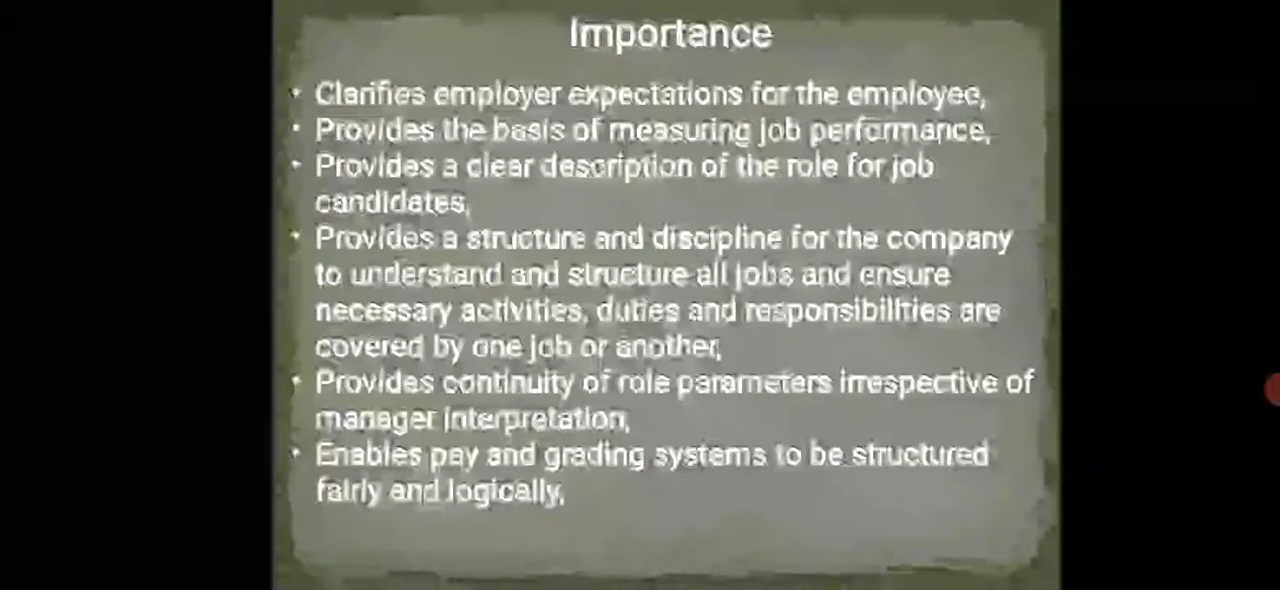 Importance
• Clarifies employer expectations for the employee,
• Provides the basis of measuring job performance,
• Provides a clear description of the role for job
candidates,
• Provides a structure and discipline for the company
to understand and structure all jobs and ensure
necessary activities, duties and responsibilities are
covered by one job or another,
• Provides continuity of role parameters irrespective of
manager interpretation,
• Enables pay and grading systems to be structured
fairly and logically,